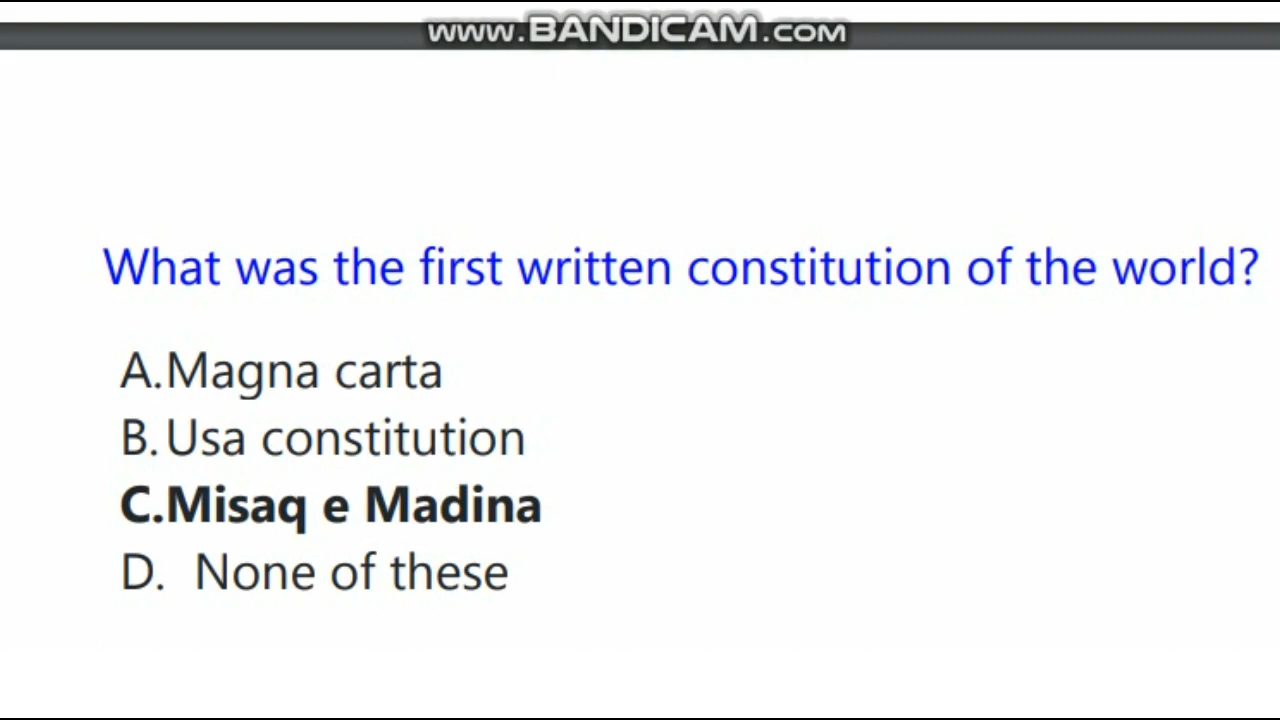 www.BANDICAM.com
What was the first written constitution of the world?
A.Magna carta
B.Usa constitution
C.Misaq e Madina
D. None of these